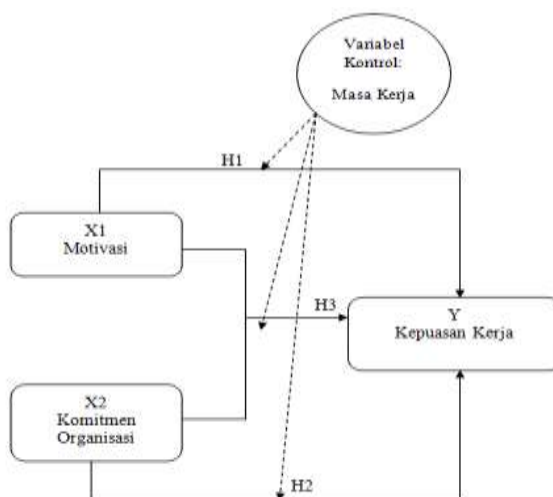 Variabel
Kontrol:
Masa Kerja
H1
X1
Motivasi
H3
Y
Kepuasan Kerja
X2
Komitmen
Organisasi
H2